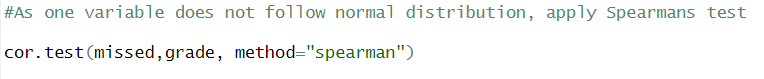 #As one variable does not follow normal distribution, apply Spearmans test
cor.test(missed,grade, method="spearman")